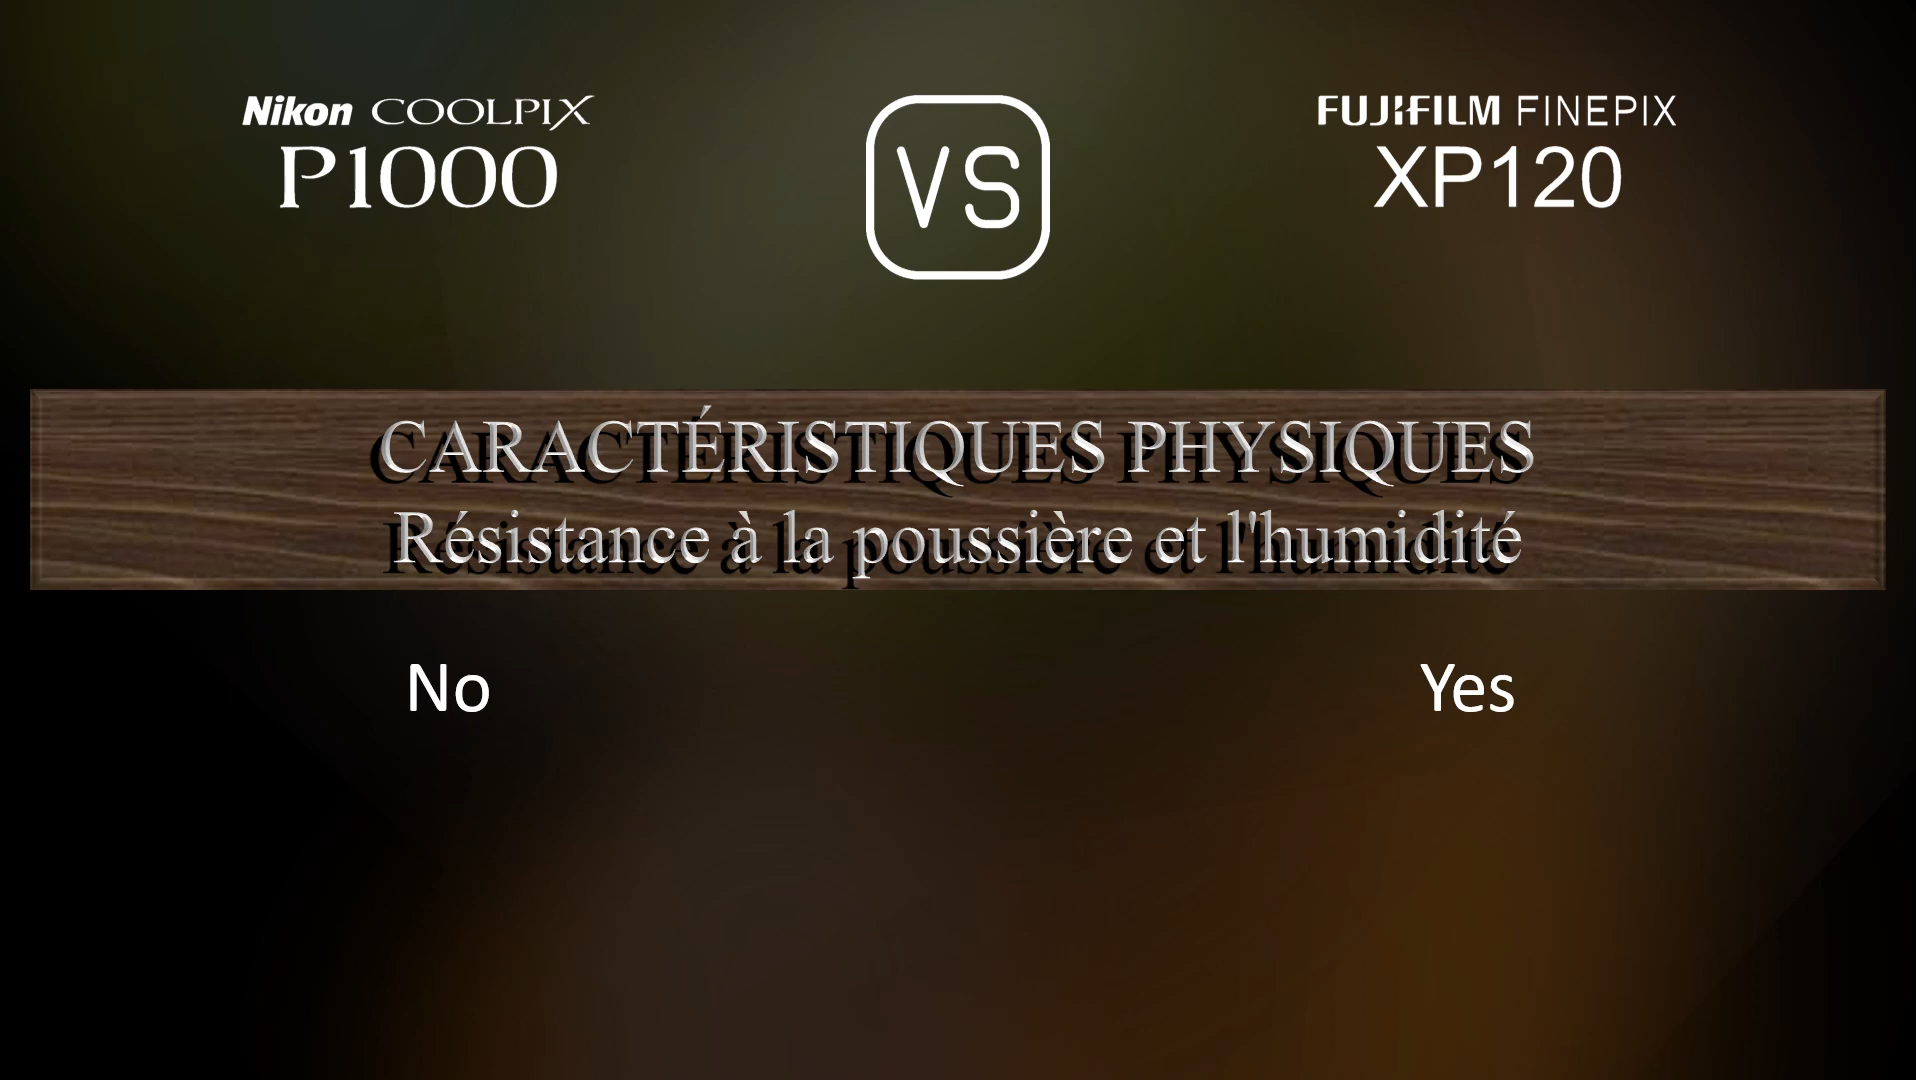 Nikon COOLPIX
P1000
VS
FUJIFILM FINEPIX
XP120
CARACTÉRISTIQUES PHYSIQUES
Résistance à la poussière et l'humidité
No
Yes